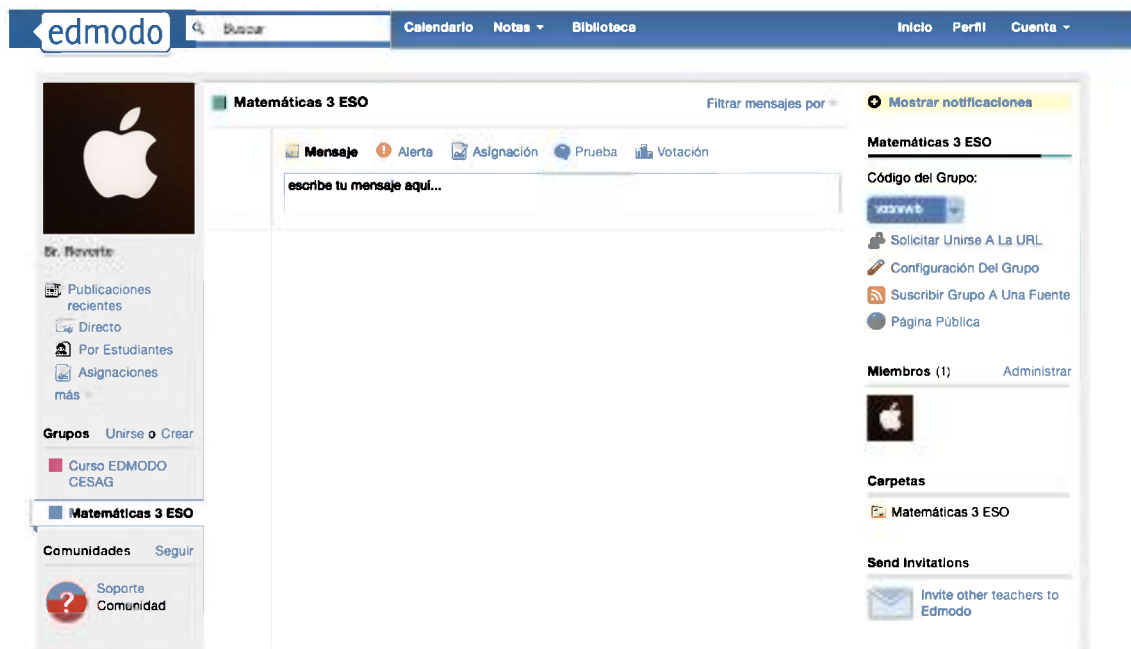 edmodo
Buscar
Calendario Notas Biblioteca
Inicio Perfil Cuenta
Matemáticas 3 ESO
Filtrar mensajes por
Mensaje Alerta Asignación Prueba Votación
escribe tu mensaje aquí...
Sr. Reverte
Publicaciones
recientes
Directo
Por Estudiantes
Asignaciones
más
Grupos Unirse o Crear
Curso EDMODO
CESAG
Matemáticas 3 ESO
Comunidades Seguir
Soporte
Comunidad
Mostrar notificaciones
Matemáticas 3 ESO
Código del Grupo:
Solicitar Unirse A La URL
Configuración Del Grupo
Suscribir Grupo A Una Fuente
Página Pública
Miembros (1) Administrar
Carpetas
Matemáticas 3 ESO
Send Invitations
Invite other teachers to
Edmodo